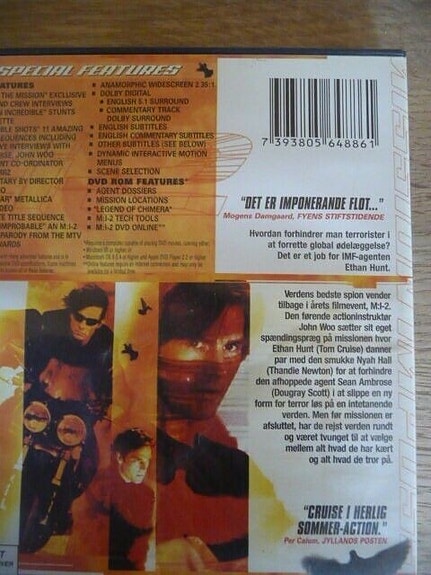 SPECIAL FEATURES
ATURES
THE MISSION" EXCLUSIVE
ND CREW INTERVIEWS
INCREDIBLE" STUNTS
ETTE
BLE SHOTS" 11 AMAZING
SEQUENCES INCLUDING
VE INTERVIEWS WITH
SE, JOHN WOO
NT CO-ORDINATOR
M2
TARY BY DIRECTOR
O
AR" METALLICA
DEO
TE TITLE SEQUENCE
IMPROBABLE" AN M:I-2
PARODY FROM THE MTV
WARDS
ANAMORPHIC WIDESCREEN 2.35:1
DOLBY DIGITAL
ENGLISH 5.1 SURROUND
COMMENTARY TRACK
DOLBY SURROUND
ENGLISH SUBTITLES
ENGLISH COMMENTARY SUBTITLES
OTHER SUBTITLES (SEE BELOW)
DYNAMIC INTERACTIVE MOTION
MENUS
SCENE SELECTION
DVD ROM FEATURES*
AGENT DOSSIERS
MISSION LOCATIONS
"LEGEND OF CHIMERA"
M:I-2 TECH TOOLS
M:I-2 DVD ONLINE**
7 393805 648861
"DET ER IMPONERANDE FLOT..."
Mogens Damgaard, FYENS STIFTSTIDENDE
Hvordan forhindrer man terrorister i
at forrette global ødelæggelse?
Det er et job for IMF-agenten
Ethan Hunt.
Verdens bedste spion vender
tilbage i årets filmevent, M:I-2.
Den førende actioninstruktør
John Woo sætter sit eget
spændingspræg på missionen hvor
Ethan Hunt (Tom Cruise) danner
par med den smukke Nyah Hall
(Thandie Newton) for at forhindre
den afhoppede agent Sean Ambrose
(Dougray Scott) i at slippe en ny
form for terror løs på en intetanende
verden. Men før missionen er
afsluttet, har de rejst verden rundt
og været tvunget til at vælge
mellem alt hvad de har kært
og alt hvad de tror på.
"CRUISE I HERLIG
SOMMER-ACTION."
Per Calum, JYLLANDS POSTEN